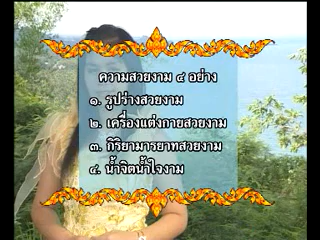 ความสวยงาม ๔ อย่าง
๑. รูปร่างสวยงาม
๒. เครื่องแต่งกายสวยงาม
๓. กิริยามารยาทสวยงาม
๔. น้ำจิตน้ำใจงาม